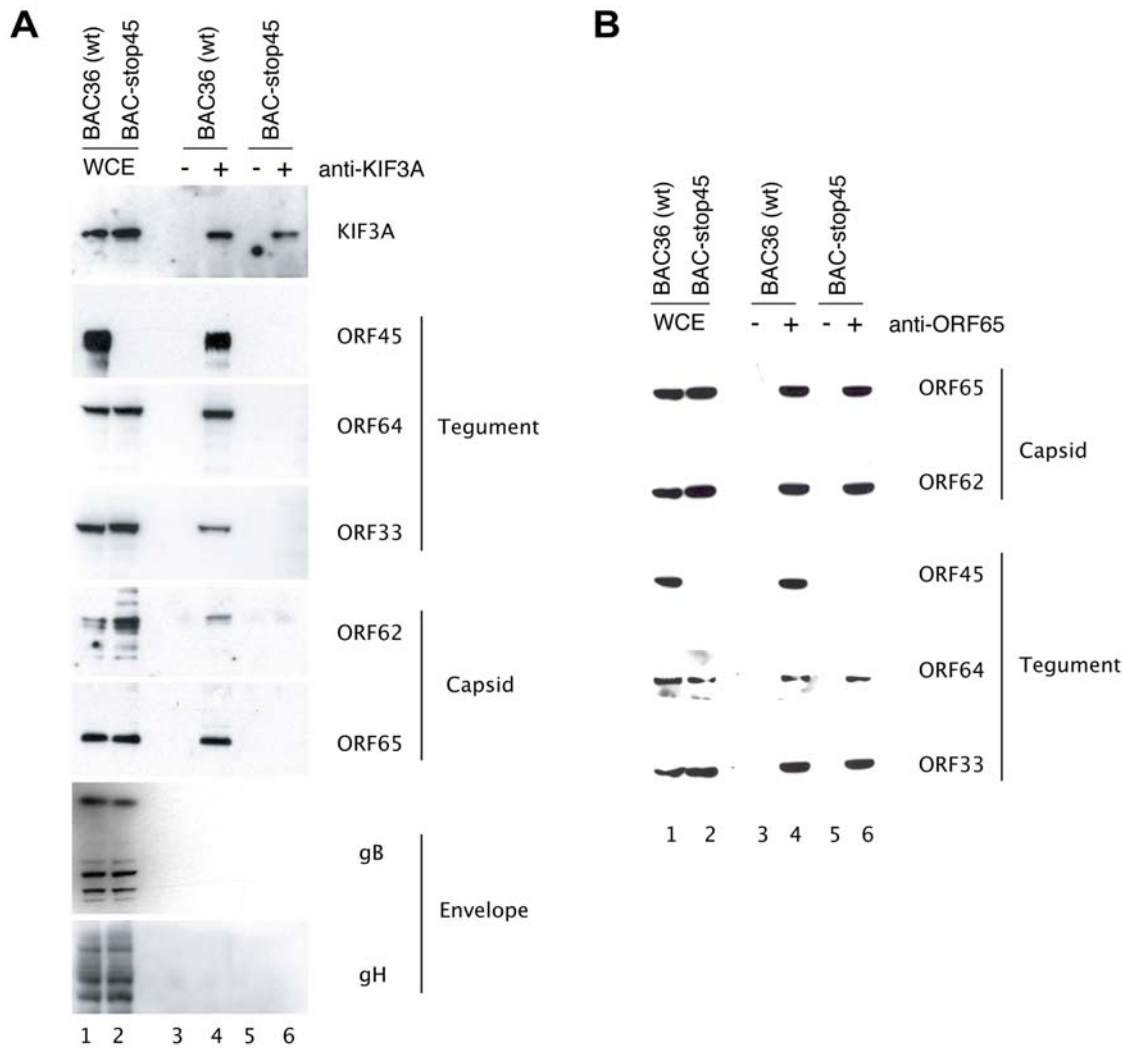 A
BAC36 (wt)
BAC-stop45
BAC36 (wt)
BAC-stop45
WCE
- + - + anti-KIF3A
KIF3A
ORF45
ORF64
Tegument
ORF33
ORF62
Capsid
ORF65
gB
Envelope
gH
1 2 3 4 5 6
B
BAC36 (wt)
BAC-stop45
BAC36 (wt)
BAC-stop45
WCE
- + - + anti-ORF65
ORF65
Capsid
ORF62
ORF45
ORF64
Tegument
ORF33
1 2 3 4 5 6